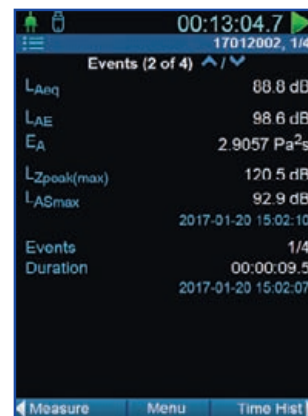 00:13:04.7
17012002, 1/4
Events (2 of 4) /
LAeq 88.8 dB
LAE 98.6 dB
EA 2.9057 Pa²s
LZpeak(max) 120.5 dB
LASmax 92.9 dB
2017-01-20 15:02:10
Events 1/4
Duration 00:00:09.5
2017-01-20 15:02:07
Measure Menu Time Hist